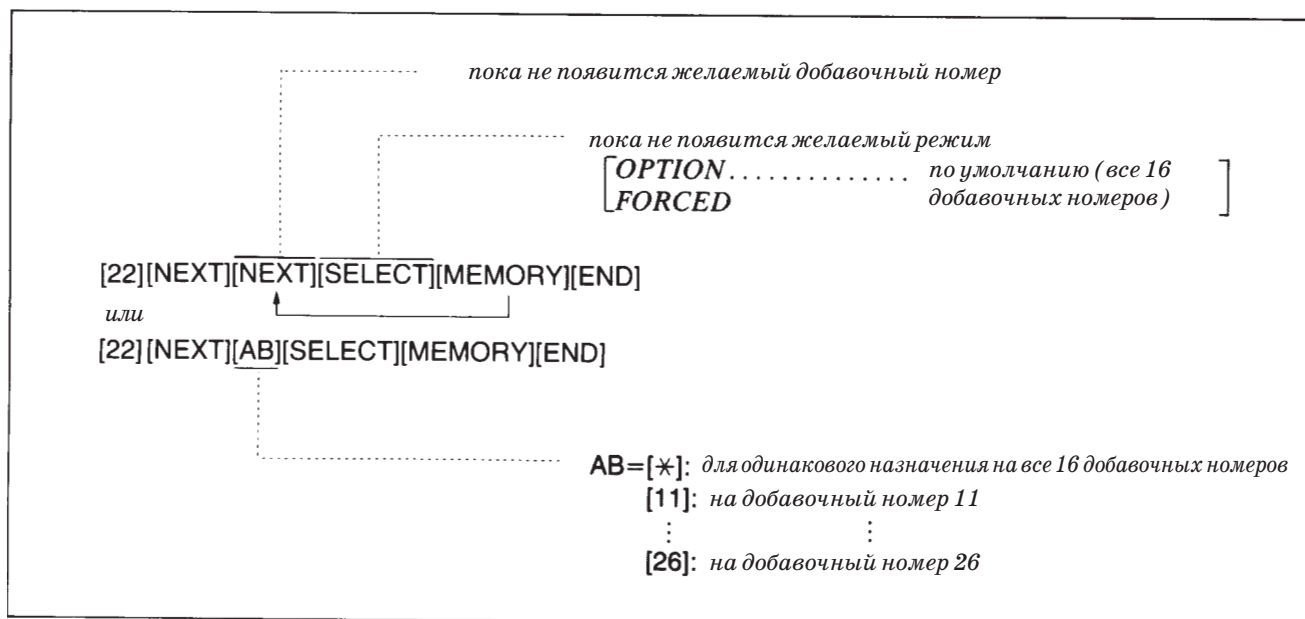 пока не появится желаемый добавочный номер
пока не появится желаемый режим
OPTION............... по умолчанию (все 16
FORCED добавочных номеров)
[22][NEXT][NEXT][SELECT][MEMORY][END]
или
[22][NEXT][AB][SELECT][MEMORY][END]
AB=[*]: для одинакового назначения на все 16 добавочных номеров
[11]: на добавочный номер 11
⋮ ⋮
[26]: на добавочный номер 26